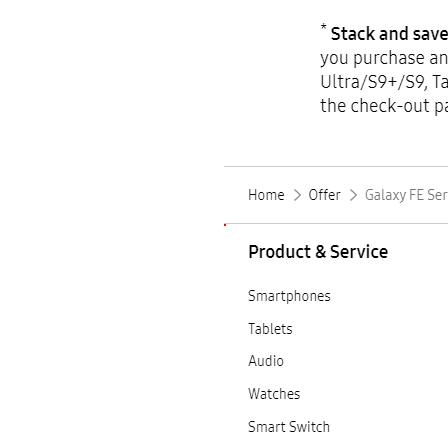 * Stack and save
you purchase an
Ultra/S9+/S9, Ta
the check-out pa
Home > Offer > Galaxy FE Ser
Product & Service
Smartphones
Tablets
Audio
Watches
Smart Switch